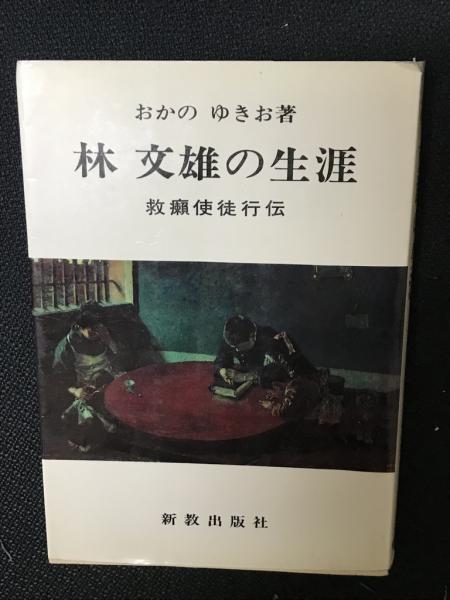 おかの ゆきお著
林 文雄の生涯
救癩使徒行伝
新教出版社